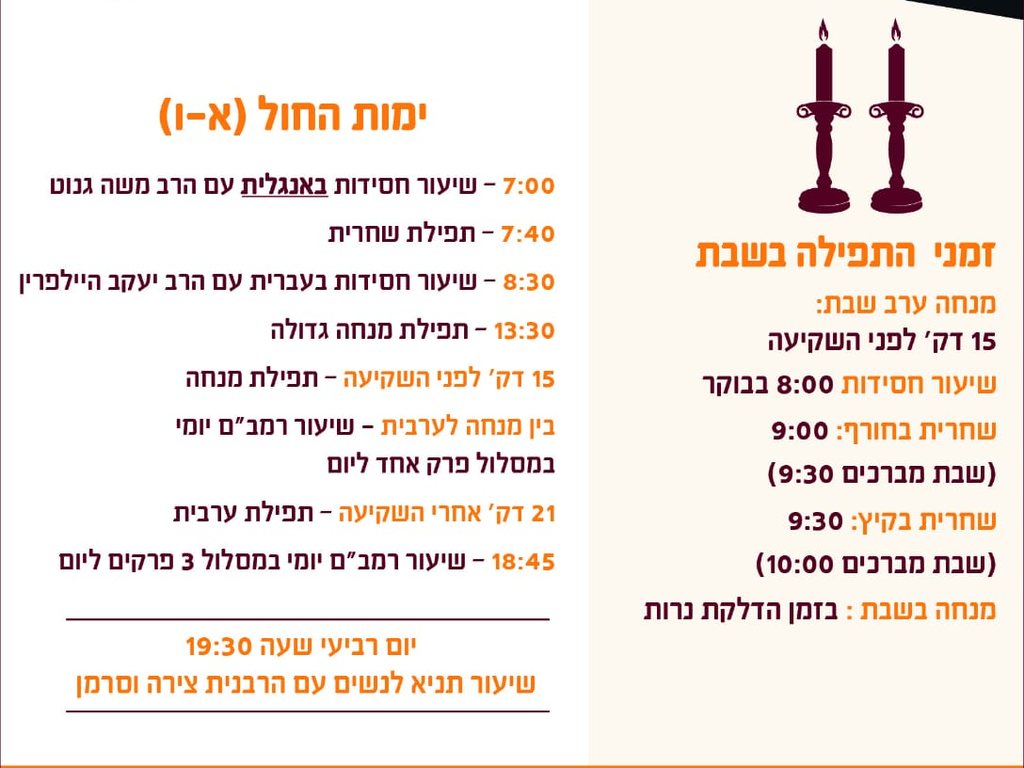 זמני התפילה בשבת
מנחה ערב שבת:
15 דק' לפני השקיעה
שיעור חסידות 8:00 בבוקר
שחרית בחורף: 9:00
(שבת מברכים 9:30)
שחרית בקיץ: 9:30
(שבת מברכים 10:00)
מנחה בשבת : בזמן הדלקת נרות
ימות החול (א-ו)
7:00 - שיעור חסידות באנגלית עם הרב משה גנוט
7:40 - תפילת שחרית
8:30 - שיעור חסידות בעברית עם הרב יעקב היילפרין
13:30 - תפילת מנחה גדולה
15 דק' לפני השקיעה - תפילת מנחה
בין מנחה לערבית - שיעור רמב"ם יומי
במסלול פרק אחד ליום
21 דק' אחרי השקיעה - תפילת ערבית
18:45 - שיעור רמב"ם יומי במסלול 3 פרקים ליום
יום רביעי שעה 19:30
שיעור תניא לנשים עם הרבנית צירה וסרמן